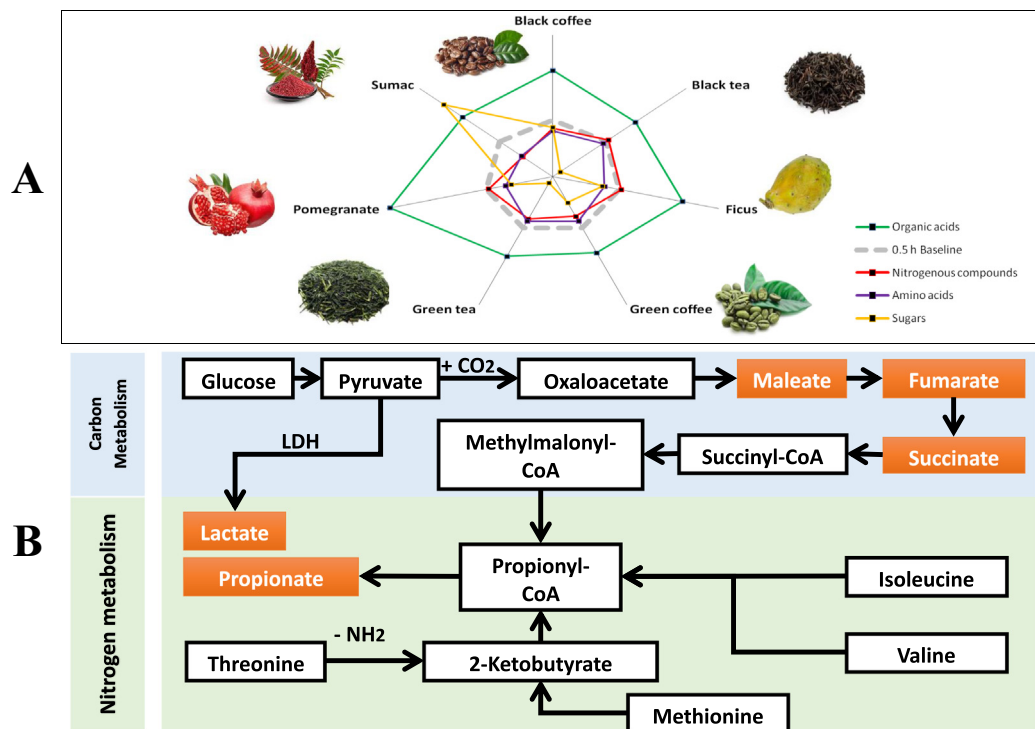 A
Black coffee
Sumac
Black tea
Pomegranate
Ficus
Green tea
Green coffee
Organic acids
0.5 h Baseline
Nitrogenous compounds
Amino acids
Sugars
B
Carbon
Metabolism
Glucose
Pyruvate
+ CO2
Oxaloacetate
Maleate
Fumarate
LDH
Methylmalonyl-
CoA
Succinyl-CoA
Succinate
Nitrogen metabolism
Lactate
Propionate
Propionyl-
CoA
Isoleucine
- NH2
Threonine
2-Ketobutyrate
Valine
Methionine